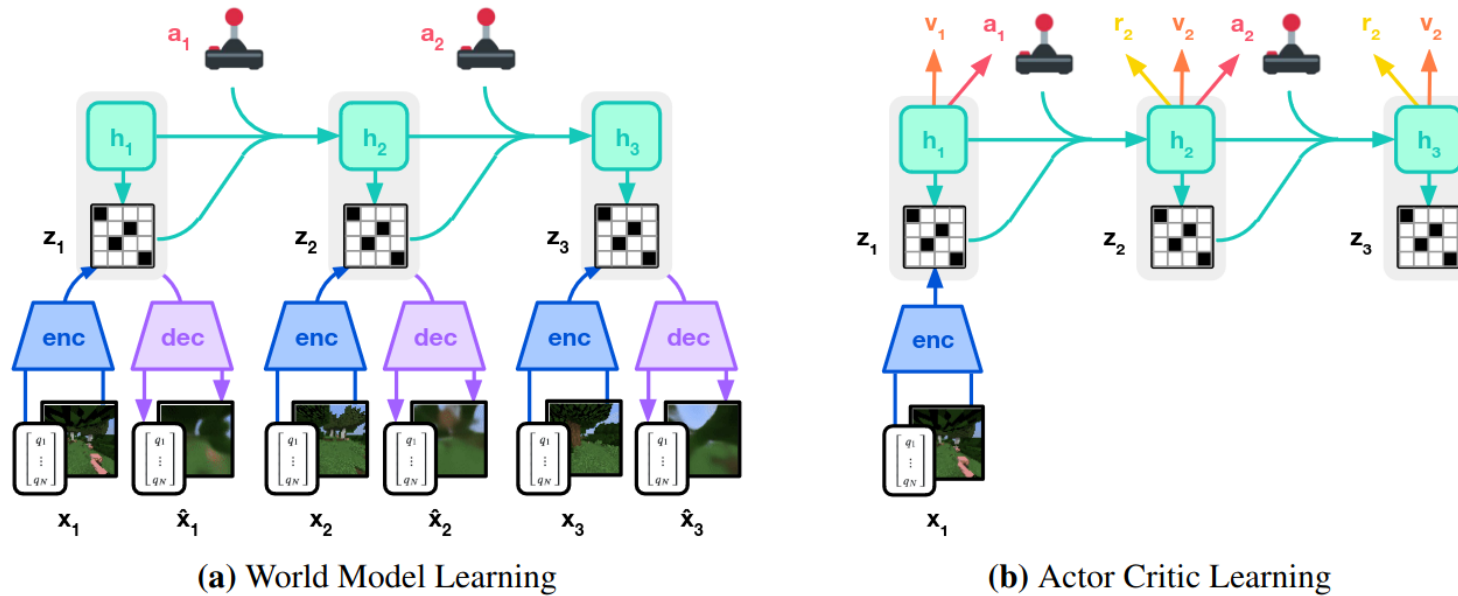 a1 a2
h1 h2 h3
z1 z2 z3
enc dec enc dec enc dec
q1 ⋮ qN q1 ⋮ qN q1 ⋮ qN q1 ⋮ qN q1 ⋮ qN q1 ⋮ qN
x1 x̂1 x2 x̂2 x3 x̂3
(a) World Model Learning
v1 a1 r2 v2 a2 r2 v2
h1 h2 h3
z1 z2 z3
enc
q1 ⋮ qN
x1
(b) Actor Critic Learning